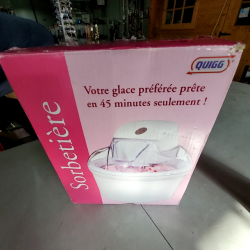 QUIGG
Votre glace préférée prête
en 45 minutes seulement !
Sorbetière